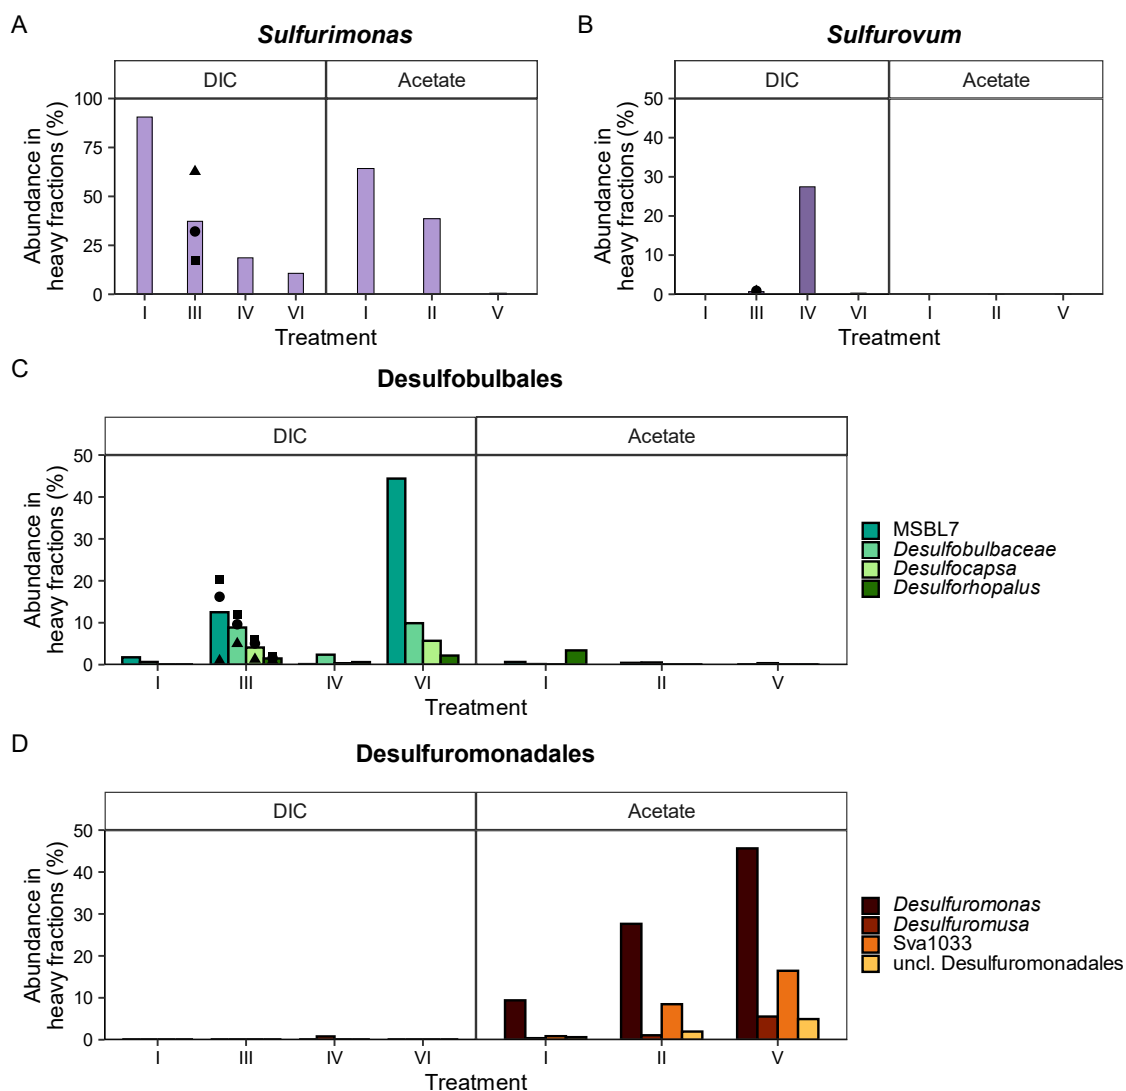 A
Sulfurimonas
DIC
Acetate
Abundance in
heavy fractions (%)
100
75
50
25
0
I
III
IV
VI
I
II
V
Treatment
B
Sulfurovum
DIC
Acetate
Abundance in
heavy fractions (%)
50
40
30
20
10
0
I
III
IV
VI
I
II
V
Treatment
C
Desulfobulbales
DIC
Acetate
Abundance in
heavy fractions (%)
50
40
30
20
10
0
I
III
IV
VI
I
II
V
Treatment
MSBL7
Desulfobulbaceae
Desulfocapsa
Desulforhopalus
D
Desulfuromonadales
DIC
Acetate
Abundance in
heavy fractions (%)
50
40
30
20
10
0
I
III
IV
VI
I
II
V
Treatment
Desulfuromonas
Desulfuromusa
Sva1033
uncl. Desulfuromonadales